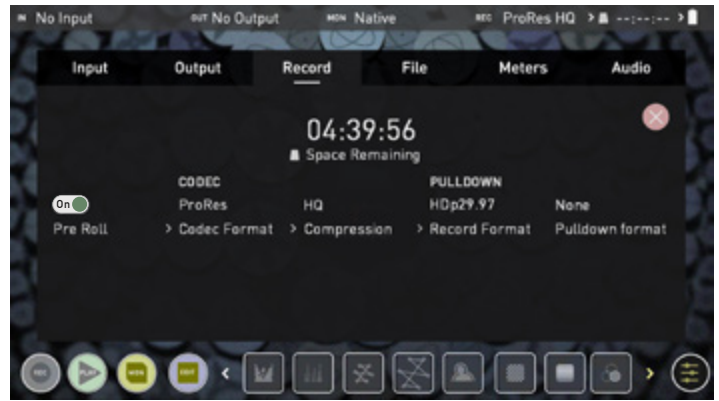 IN No Input OUT No Output MON Native REC ProRes HQ > --:--:-- >
Input Output Record File Meters Audio
04:39:56
Space Remaining
CODEC PULLDOWN
On ProRes HQ HDp29.97 None
Pre Roll > Codec Format > Compression > Record Format Pulldown format
REC PLAY MON EDIT < >